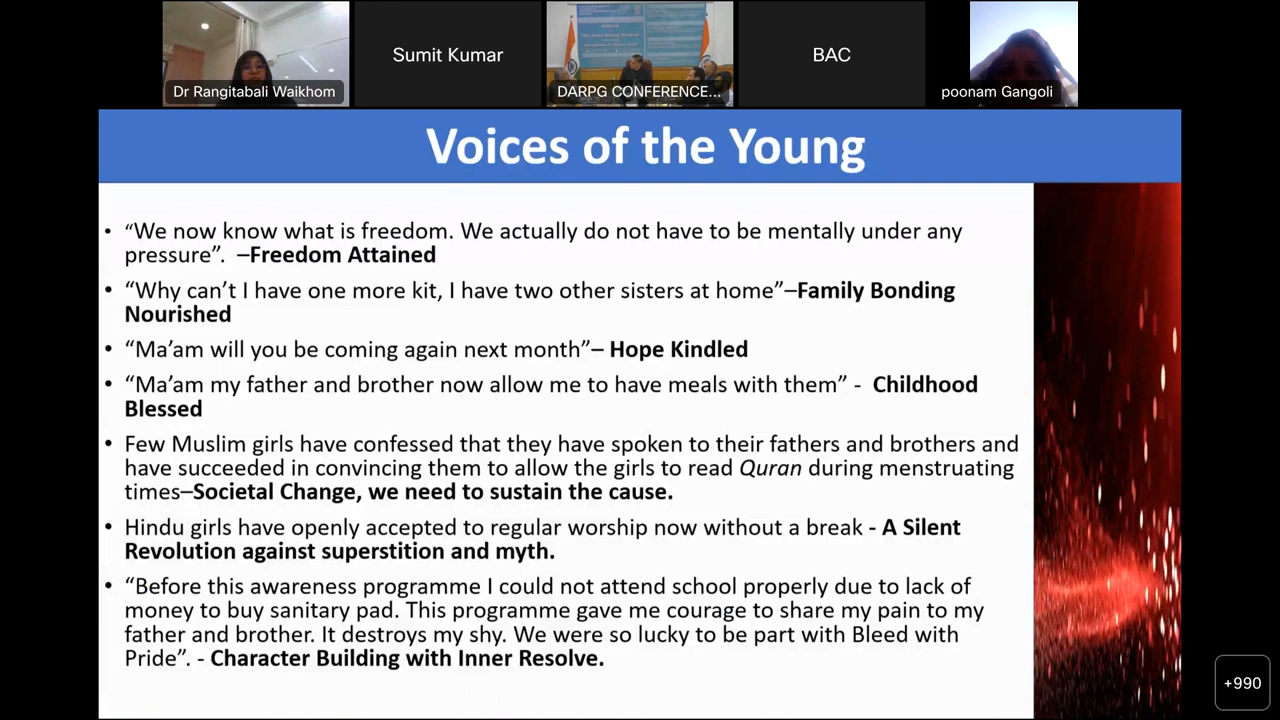 Dr Rangitabali Waikhom
Sumit Kumar
DARPG CONFERENCE...
BAC
poonam Gangoli
Voices of the Young
• “We now know what is freedom. We actually do not have to be mentally under any
pressure”. –Freedom Attained
• “Why can’t I have one more kit, I have two other sisters at home”–Family Bonding
Nourished
• “Ma’am will you be coming again next month”– Hope Kindled
• “Ma’am my father and brother now allow me to have meals with them” - Childhood
Blessed
• Few Muslim girls have confessed that they have spoken to their fathers and brothers and
have succeeded in convincing them to allow the girls to read Quran during menstruating
times–Societal Change, we need to sustain the cause.
• Hindu girls have openly accepted to regular worship now without a break - A Silent
Revolution against superstition and myth.
• “Before this awareness programme I could not attend school properly due to lack of
money to buy sanitary pad. This programme gave me courage to share my pain to my
father and brother. It destroys my shy. We were so lucky to be part with Bleed with
Pride”. - Character Building with Inner Resolve.
+990